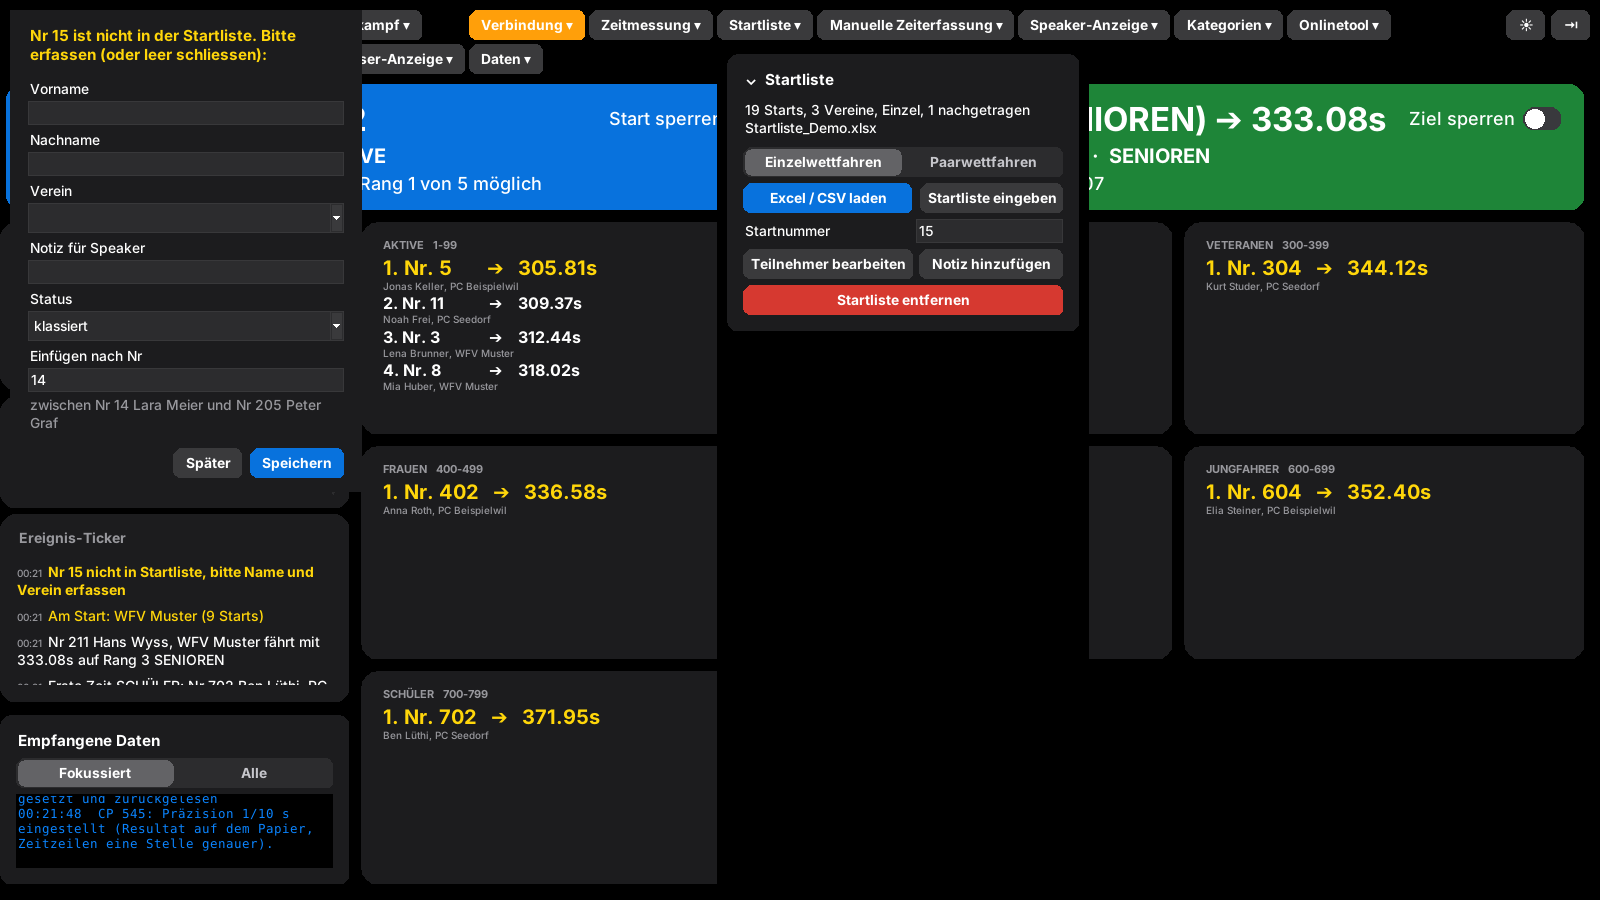 Nr 15 ist nicht in der Startliste. Bitte
erfassen (oder leer schliessen):
Vorname
Nachname
Verein
Notiz für Speaker
Status
klassiert
Einfügen nach Nr
14
zwischen Nr 14 Lara Meier und Nr 205 Peter
Graf
Später
Speichern
Verbindung ▾
Zeitmessung ▾
Startliste ▾
Manuelle Zeiterfassung ▾
Speaker-Anzeige ▾
Kategorien ▾
Onlinetool ▾
ser-Anzeige ▾
Daten ▾
Start sperren
VE
Rang 1 von 5 möglich
IOREN) → 333.08s
Ziel sperren
· SENIOREN
07
Startliste
19 Starts, 3 Vereine, Einzel, 1 nachgetragen
Startliste_Demo.xlsx
Einzelwettfahren
Paarwettfahren
Excel / CSV laden
Startliste eingeben
Startnummer
15
Teilnehmer bearbeiten
Notiz hinzufügen
Startliste entfernen
AKTIVE 1-99
1. Nr. 5 → 305.81s
Jonas Keller, PC Beispielwil
2. Nr. 11 → 309.37s
Noah Frei, PC Seedorf
3. Nr. 3 → 312.44s
Lena Brunner, WFV Muster
4. Nr. 8 → 318.02s
Mia Huber, WFV Muster
VETERANEN 300-399
1. Nr. 304 → 344.12s
Kurt Studer, PC Seedorf
FRAUEN 400-499
1. Nr. 402 → 336.58s
Anna Roth, PC Beispielwil
JUNGFAHRER 600-699
1. Nr. 604 → 352.40s
Elia Steiner, PC Beispielwil
SCHÜLER 700-799
1. Nr. 702 → 371.95s
Ben Lüthi, PC Seedorf
Ereignis-Ticker
00:21 Nr 15 nicht in Startliste, bitte Name und
Verein erfassen
00:21 Am Start: WFV Muster (9 Starts)
00:21 Nr 211 Hans Wyss, WFV Muster fährt mit
333.08s auf Rang 3 SENIOREN
00:21 Erste Zeit SCHÜLER: Nr 702 Ben Lüthi, PC
Empfangene Daten
Fokussiert
Alle
gesetzt und zurückgelesen
00:21:48 CP 545: Präzision 1/10 s
eingestellt (Resultat auf dem Papier,
Zeitzeilen eine Stelle genauer).